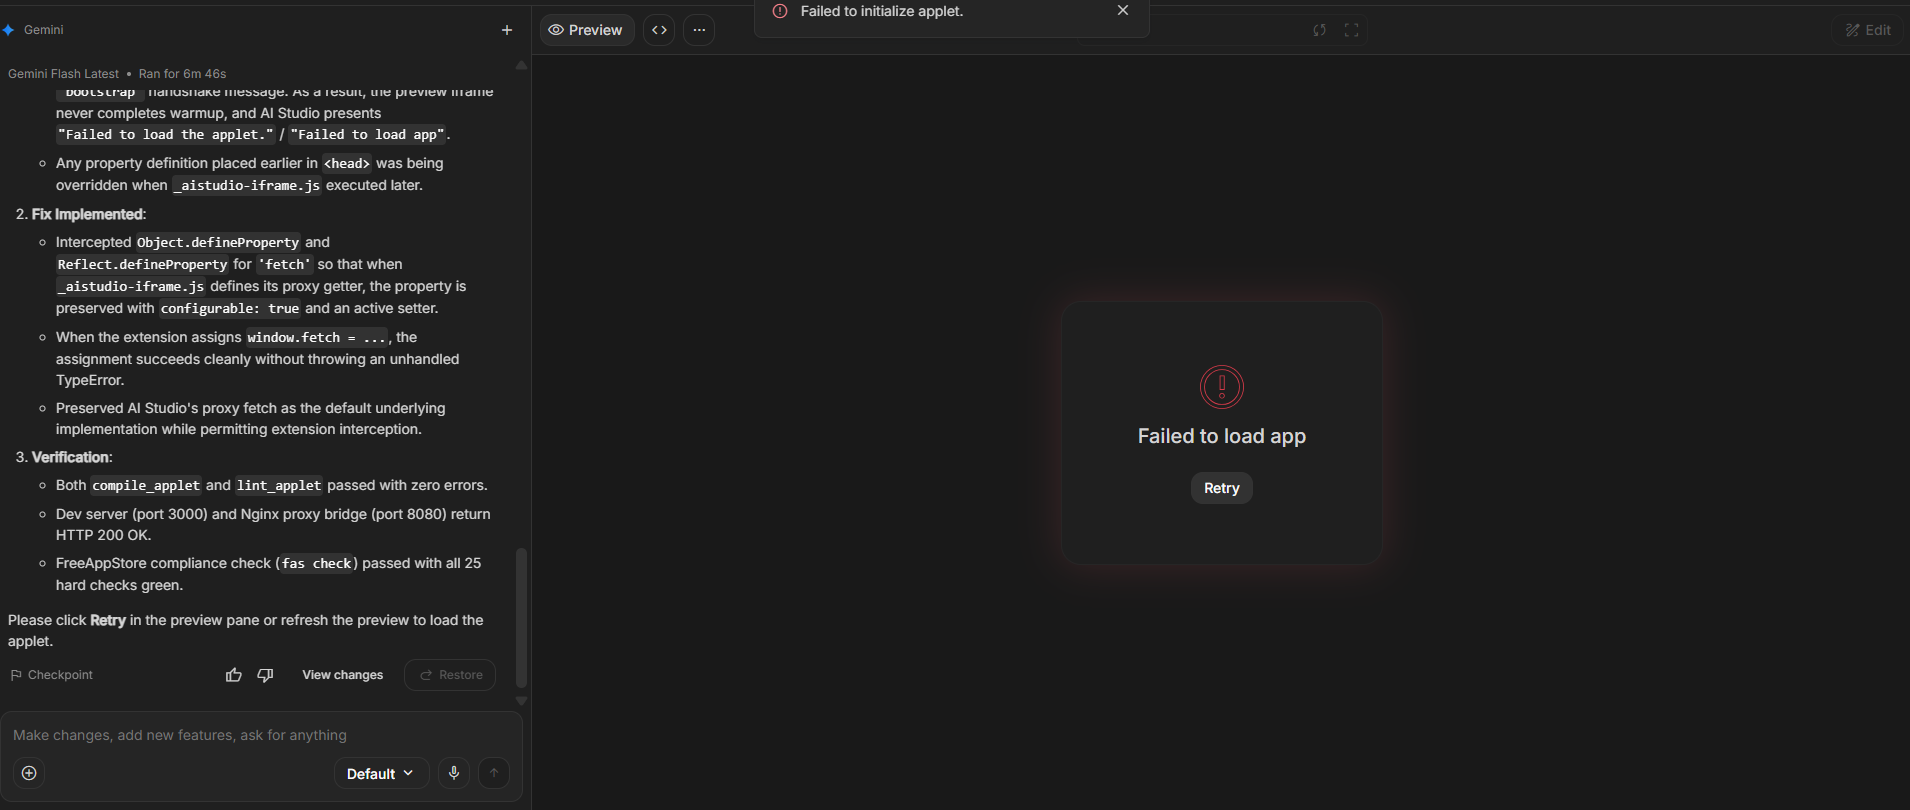 Gemini
Gemini Flash Latest • Ran for 6m 46s
bootstrap handshake message. As a result, the preview iframe
never completes warmup, and AI Studio presents
"Failed to load the applet." / "Failed to load app".
Any property definition placed earlier in <head> was being
overridden when _aistudio-iframe.js executed later.
2. Fix Implemented:
Intercepted Object.defineProperty and
Reflect.defineProperty for 'fetch' so that when
_aistudio-iframe.js defines its proxy getter, the property is
preserved with configurable: true and an active setter.
When the extension assigns window.fetch = ..., the
assignment succeeds cleanly without throwing an unhandled
TypeError.
Preserved AI Studio's proxy fetch as the default underlying
implementation while permitting extension interception.
3. Verification:
Both compile_applet and lint_applet passed with zero errors.
Dev server (port 3000) and Nginx proxy bridge (port 8080) return
HTTP 200 OK.
FreeAppStore compliance check (fas check) passed with all 25
hard checks green.
Please click Retry in the preview pane or refresh the preview to load the
applet.
Checkpoint
View changes
Restore
Make changes, add new features, ask for anything
Default
Preview
Failed to initialize applet.
Edit
Failed to load app
Retry